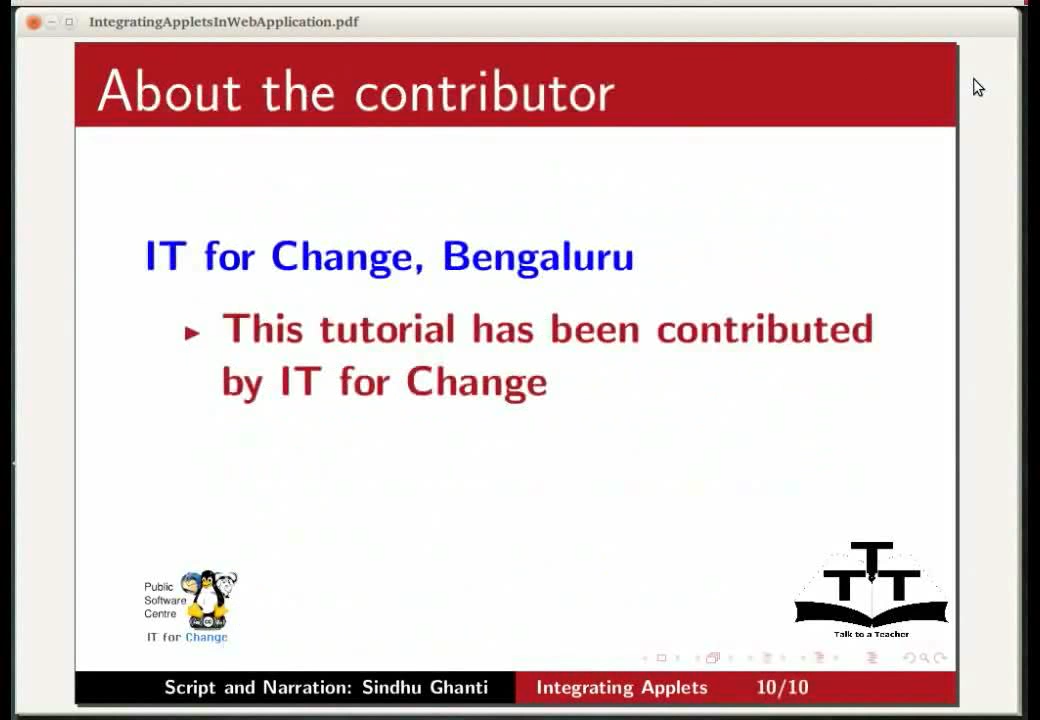 IntegratingAppletsInWebApplication.pdf
About the contributor
IT for Change, Bengaluru
This tutorial has been contributed
by IT for Change
Public
Software
Centre
IT for Change
T
T T
Talk to a Teacher
Script and Narration: Sindhu Ghanti
Integrating Applets
10/10